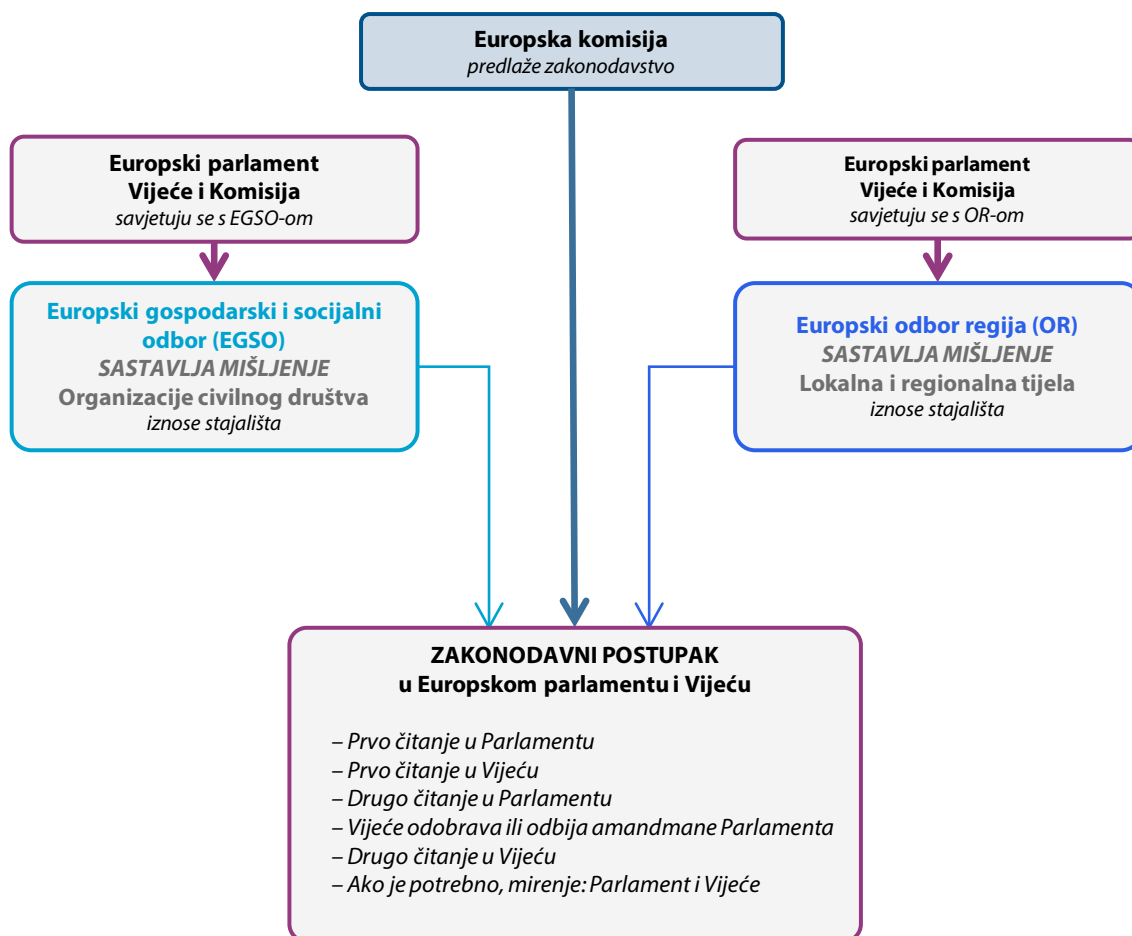 Europska komisija
predlaže zakonodavstvo
Europski parlament
Vijeće i Komisija
savjetuju se s EGSO-om
Europski parlament
Vijeće i Komisija
savjetuju se s OR-om
Europski gospodarski i socijalni
odbor (EGSO)
SASTAVLJA MIŠLJENJE
Organizacije civilnog društva
iznose stajališta
Europski odbor regija (OR)
SASTAVLJA MIŠLJENJE
Lokalna i regionalna tijela
iznose stajališta
ZAKONODAVNI POSTUPAK
u Europskom parlamentu i Vijeću
– Prvo čitanje u Parlamentu
– Prvo čitanje u Vijeću
– Drugo čitanje u Parlamentu
– Vijeće odobrava ili odbija amandmane Parlamenta
– Drugo čitanje u Vijeću
– Ako je potrebno, mirenje: Parlament i Vijeće